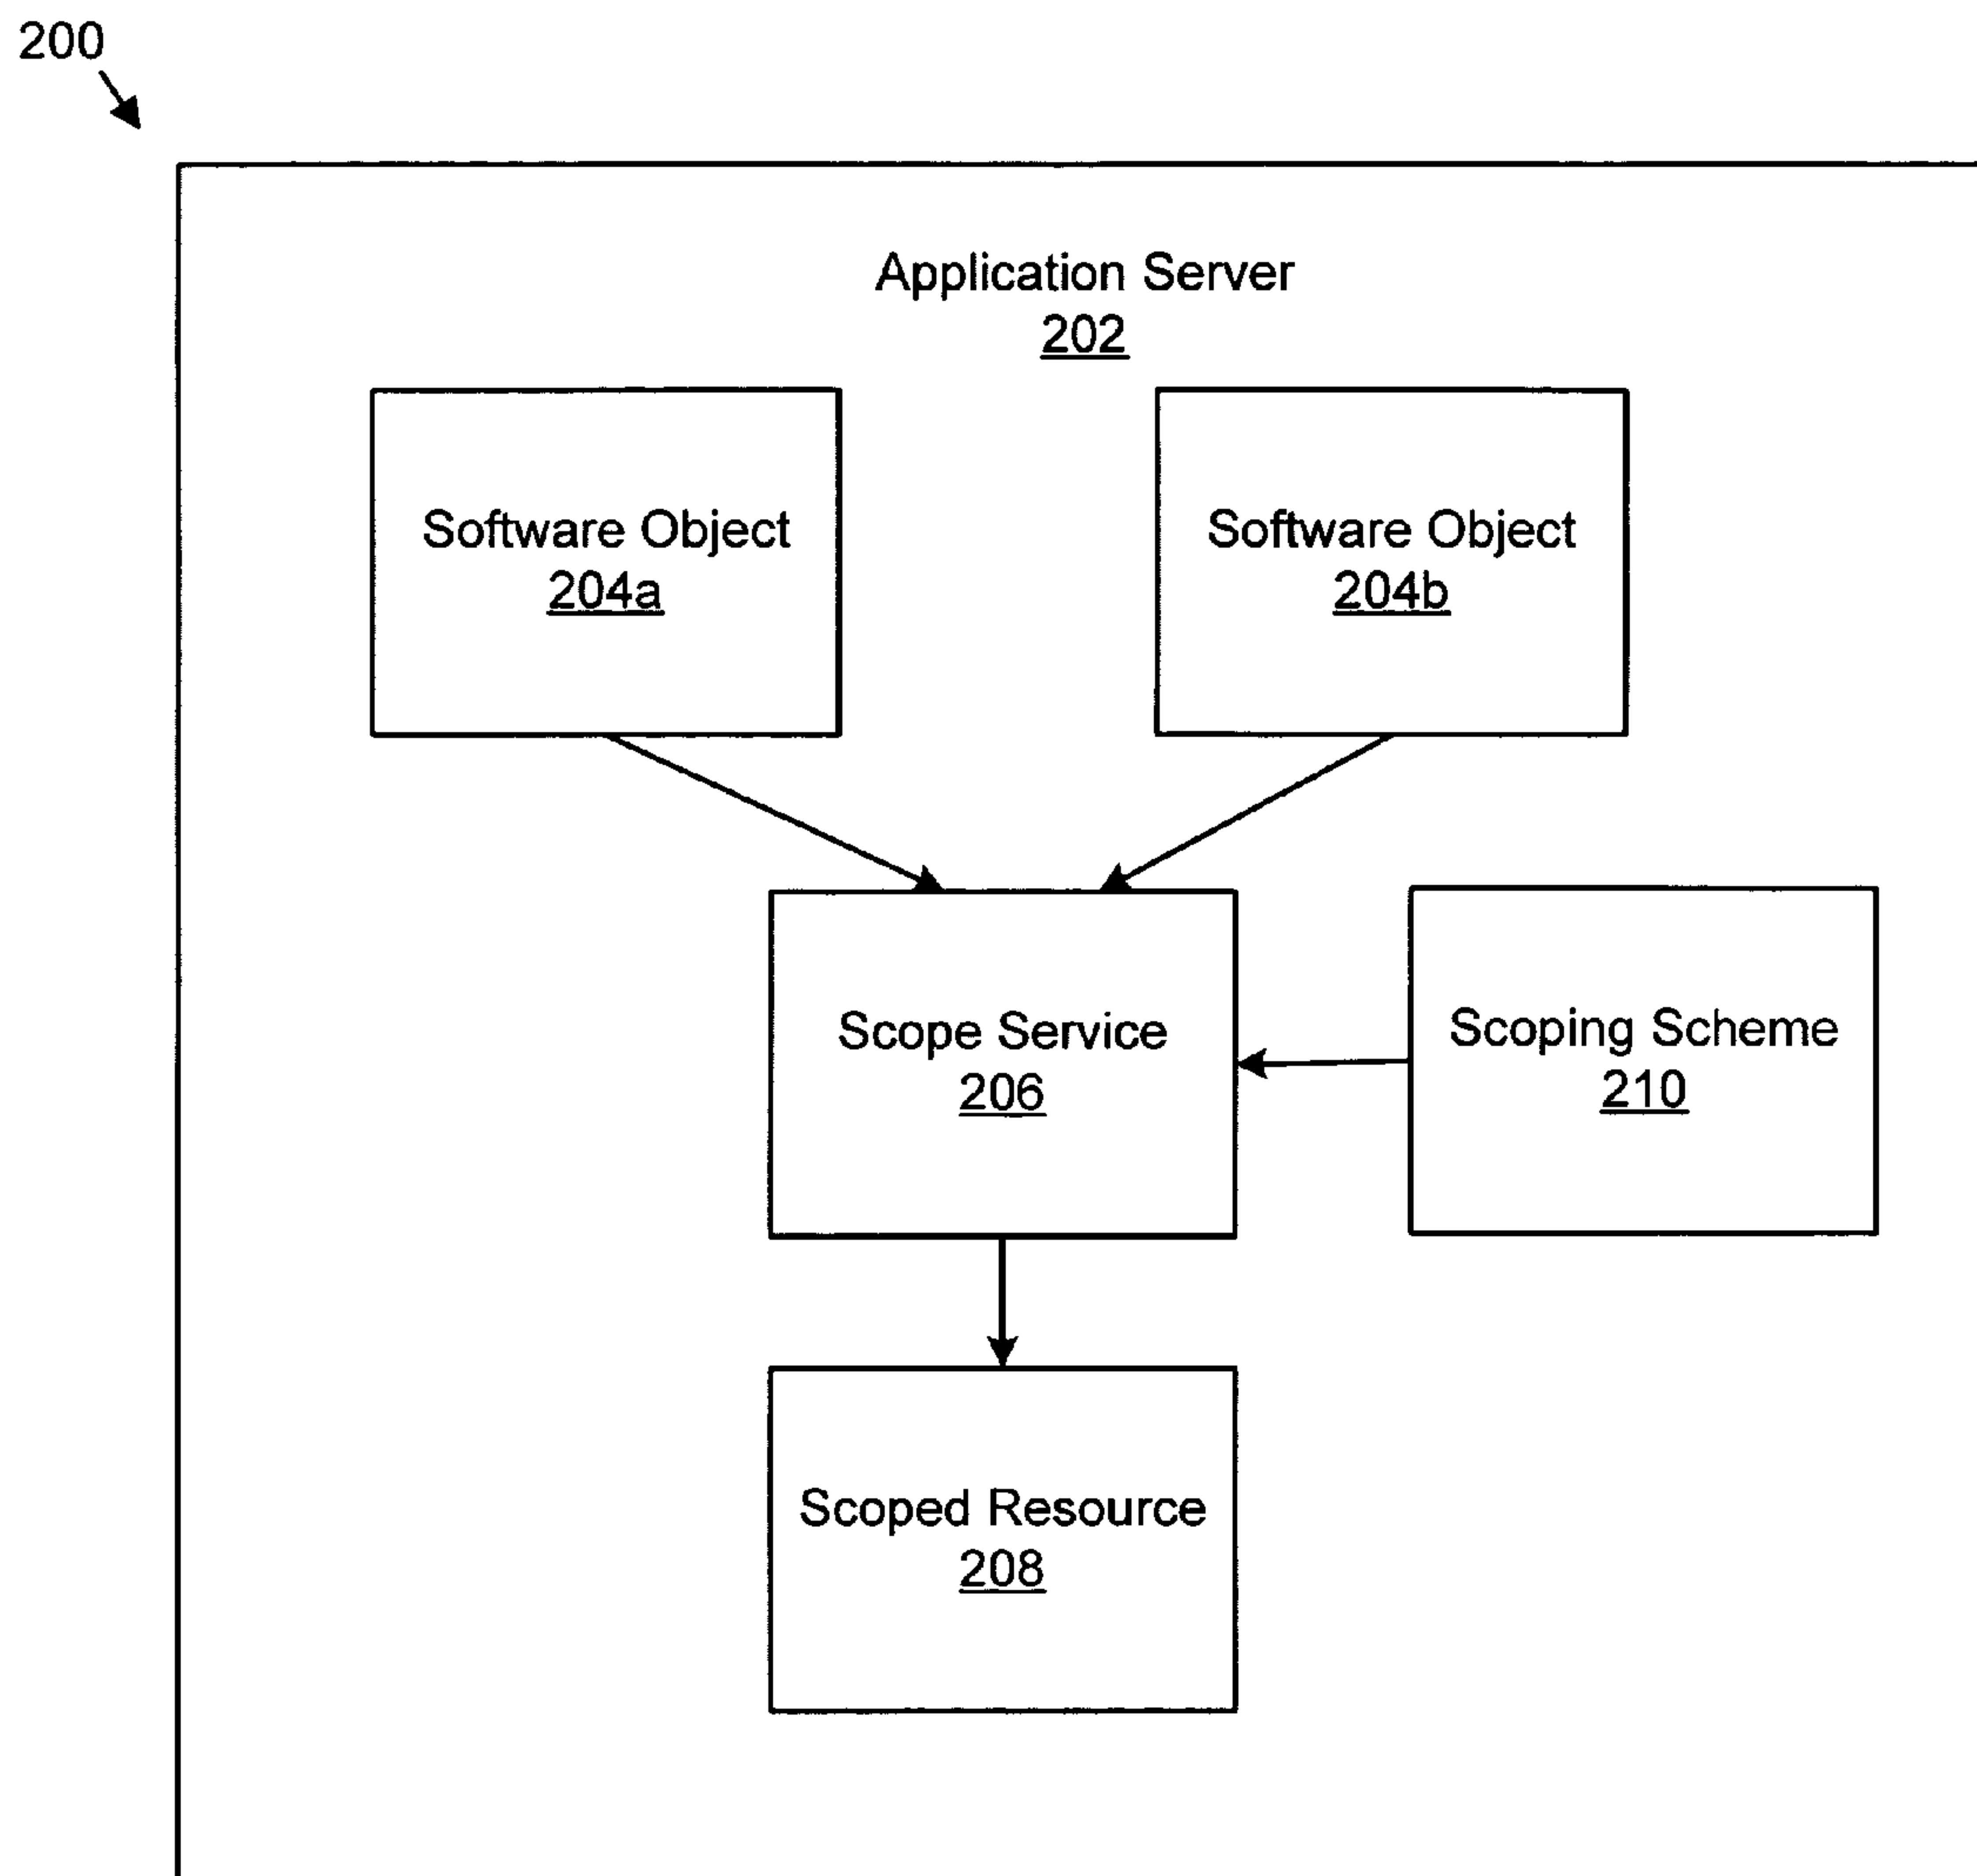 200
Application Server
202
Software Object
204a
Software Object
204b
Scope Service
206
Scoping Scheme
210
Scoped Resource
208